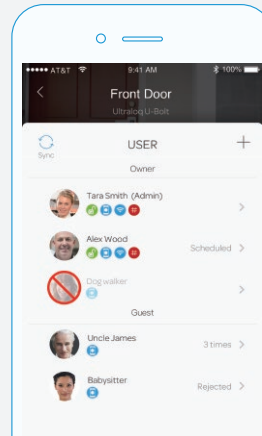 AT&T 9:41 AM 100%
Front Door
Ultraloq U-Bolt
Sync USER
Owner
Tara Smith (Admin)
Alex Wood
Scheduled
Dog walker
Guest
Uncle James
3 times
Babysitter
Rejected